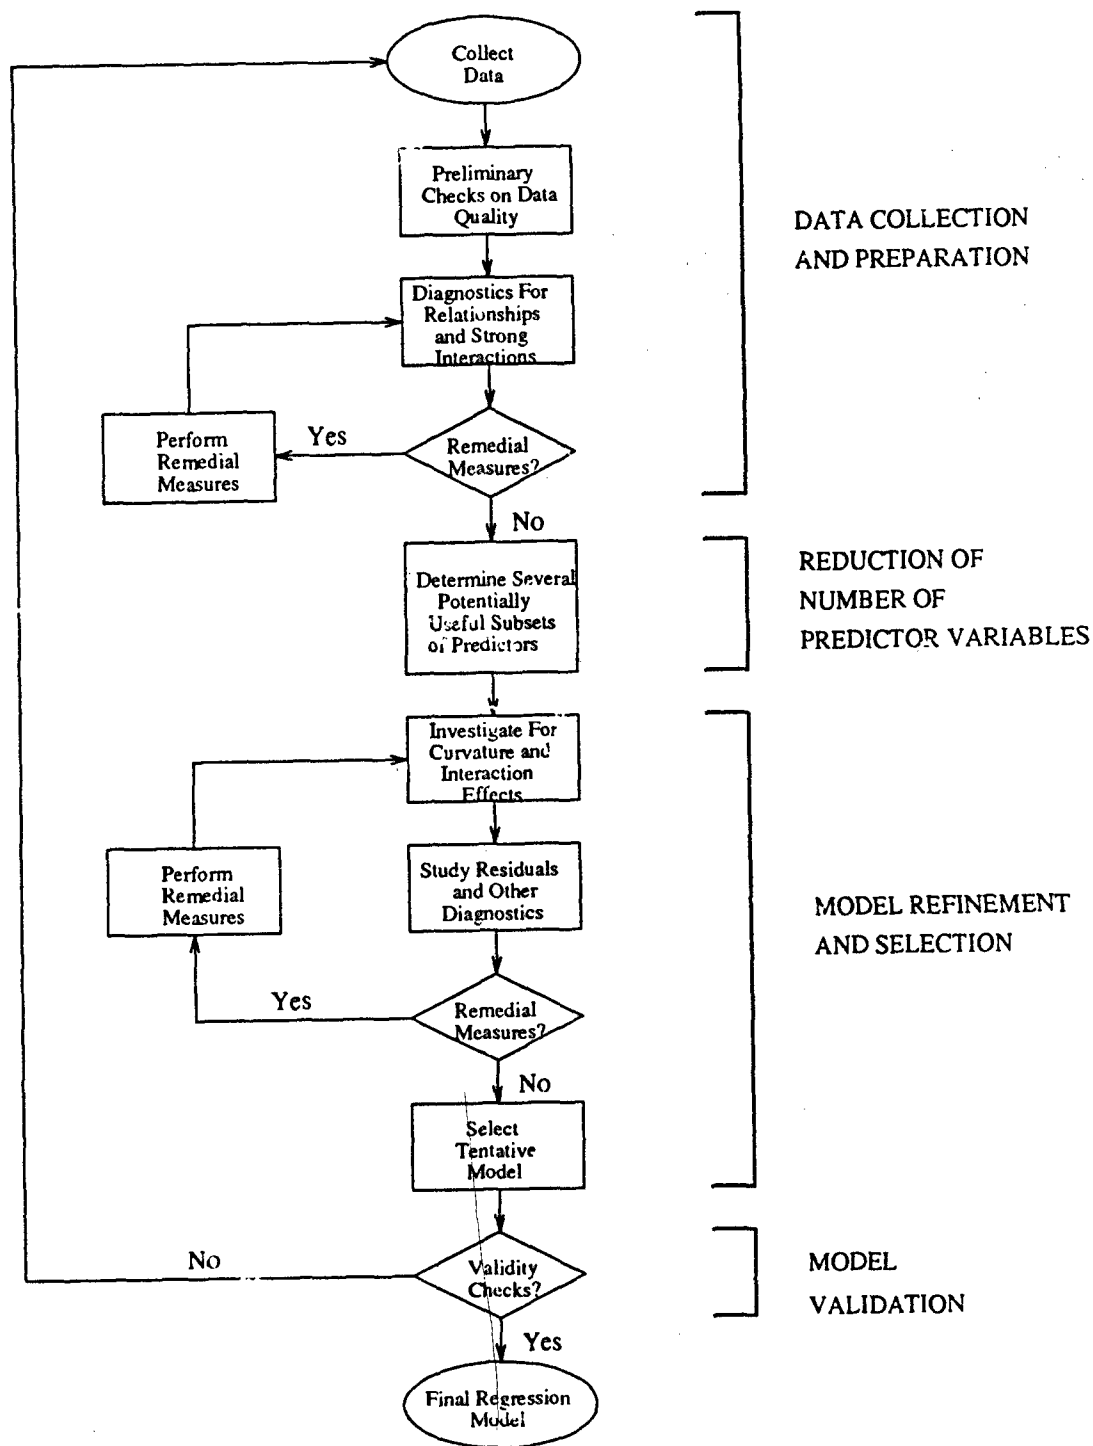 Collect
Data
Preliminary
Checks on Data
Quality
DATA COLLECTION
AND PREPARATION
Diagnostics For
Relationships
and Strong
Interactions
Perform
Remedial
Measures
Yes
Remedial
Measures?
No
Determine Several
Potentially
Useful Subsets
of Predictors
REDUCTION OF
NUMBER OF
PREDICTOR VARIABLES
Investigate For
Curvature and
Interaction
Effects
Perform
Remedial
Measures
Study Residuals
and Other
Diagnostics
MODEL REFINEMENT
AND SELECTION
Yes
Remedial
Measures?
No
Select
Tentative
Model
No
Validity
Checks?
MODEL
VALIDATION
Yes
Final Regression
Model